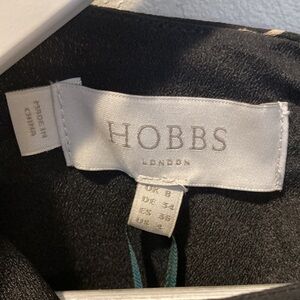 MADE IN
CHINA
HOBBS
LONDON
UK 8
DE 34
ES 36
US 4